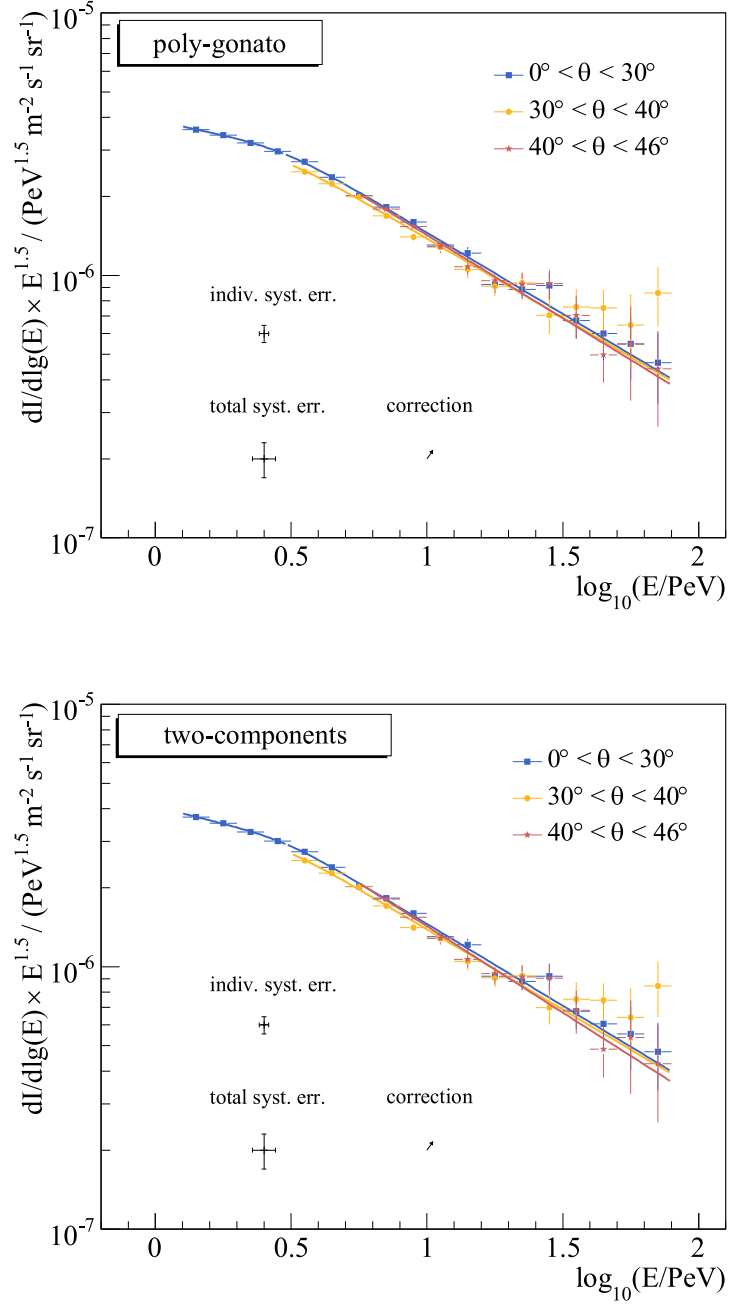 poly-gonato
0° < θ < 30°
30° < θ < 40°
40° < θ < 46°
indiv. syst. err.
total syst. err.
correction
dI/dlg(E) × E^1.5 / (PeV^1.5 m^-2 s^-1 sr^-1)
10^-5
10^-6
10^-7
0 0.5 1 1.5 2
log_10(E/PeV)
two-components
0° < θ < 30°
30° < θ < 40°
40° < θ < 46°
indiv. syst. err.
total syst. err.
correction
dI/dlg(E) × E^1.5 / (PeV^1.5 m^-2 s^-1 sr^-1)
10^-5
10^-6
10^-7
0 0.5 1 1.5 2
log_10(E/PeV)